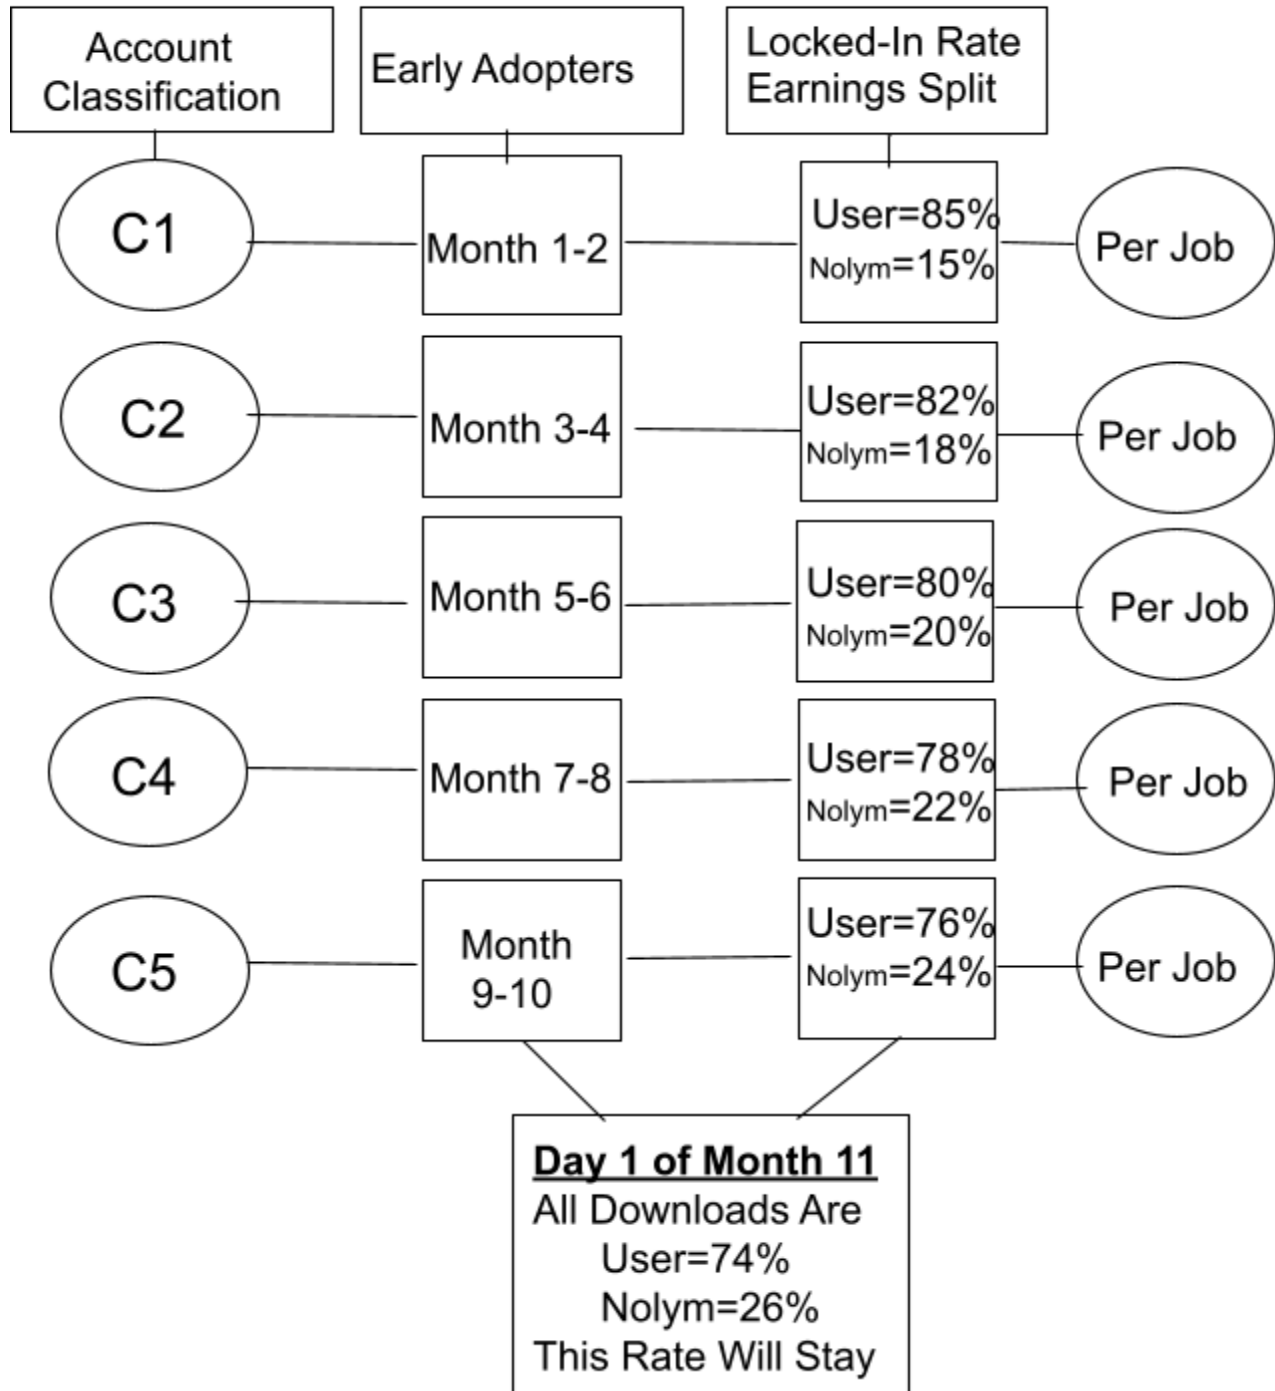 Account
Classification
Early Adopters
Locked-In Rate
Earnings Split
C1
Month 1-2
User=85%
Nolym=15%
Per Job
C2
Month 3-4
User=82%
Nolym=18%
Per Job
C3
Month 5-6
User=80%
Nolym=20%
Per Job
C4
Month 7-8
User=78%
Nolym=22%
Per Job
C5
Month
9-10
User=76%
Nolym=24%
Per Job
Day 1 of Month 11
All Downloads Are
User=74%
Nolym=26%
This Rate Will Stay